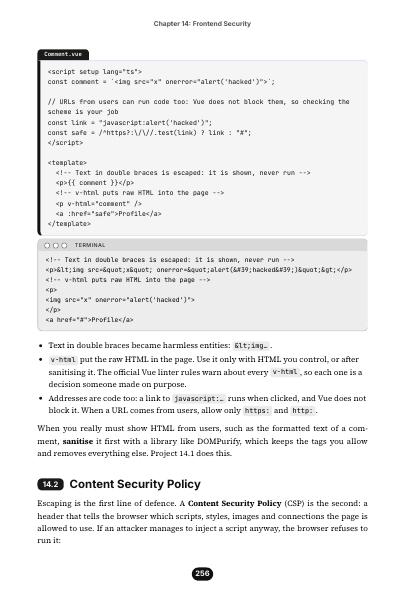 Chapter 14: Frontend Security
Comment.vue
<script setup lang="ts">
const comment = `<img src="x" onerror="alert('hacked')">`;
// URLs from users can run code too: Vue does not block them, so checking the
scheme is your job
const link = "javascript:alert('hacked')";
const safe = /^https?:\/\//.test(link) ? link : "#";
</script>
<template>
<!-- Text in double braces is escaped: it is shown, never run -->
<p>{{ comment }}</p>
<!-- v-html puts raw HTML into the page -->
<p v-html="comment" />
<a :href="safe">Profile</a>
</template>
TERMINAL
<!-- Text in double braces is escaped: it is shown, never run -->
<p>&lt;img src=&quot;x&quot; onerror=&quot;alert(&#39;hacked&#39;)&quot;&gt;</p>
<!-- v-html puts raw HTML into the page -->
<p>
<img src="x" onerror="alert('hacked')">
</p>
<a href="#">Profile</a>
• Text in double braces became harmless entities: &lt;img… .
• v-html put the raw HTML in the page. Use it only with HTML you control, or after
sanitising it. The official Vue linter rules warn about every v-html, so each one is a
decision someone made on purpose.
• Addresses are code too: a link to javascript:… runs when clicked, and Vue does not
block it. When a URL comes from users, allow only https: and http: .
When you really must show HTML from users, such as the formatted text of a com-
ment, sanitise it first with a library like DOMPurify, which keeps the tags you allow
and removes everything else. Project 14.1 does this.
14.2 Content Security Policy
Escaping is the first line of defence. A Content Security Policy (CSP) is the second: a
header that tells the browser which scripts, styles, images and connections the page is
allowed to use. If an attacker manages to inject a script anyway, the browser refuses to
run it:
256